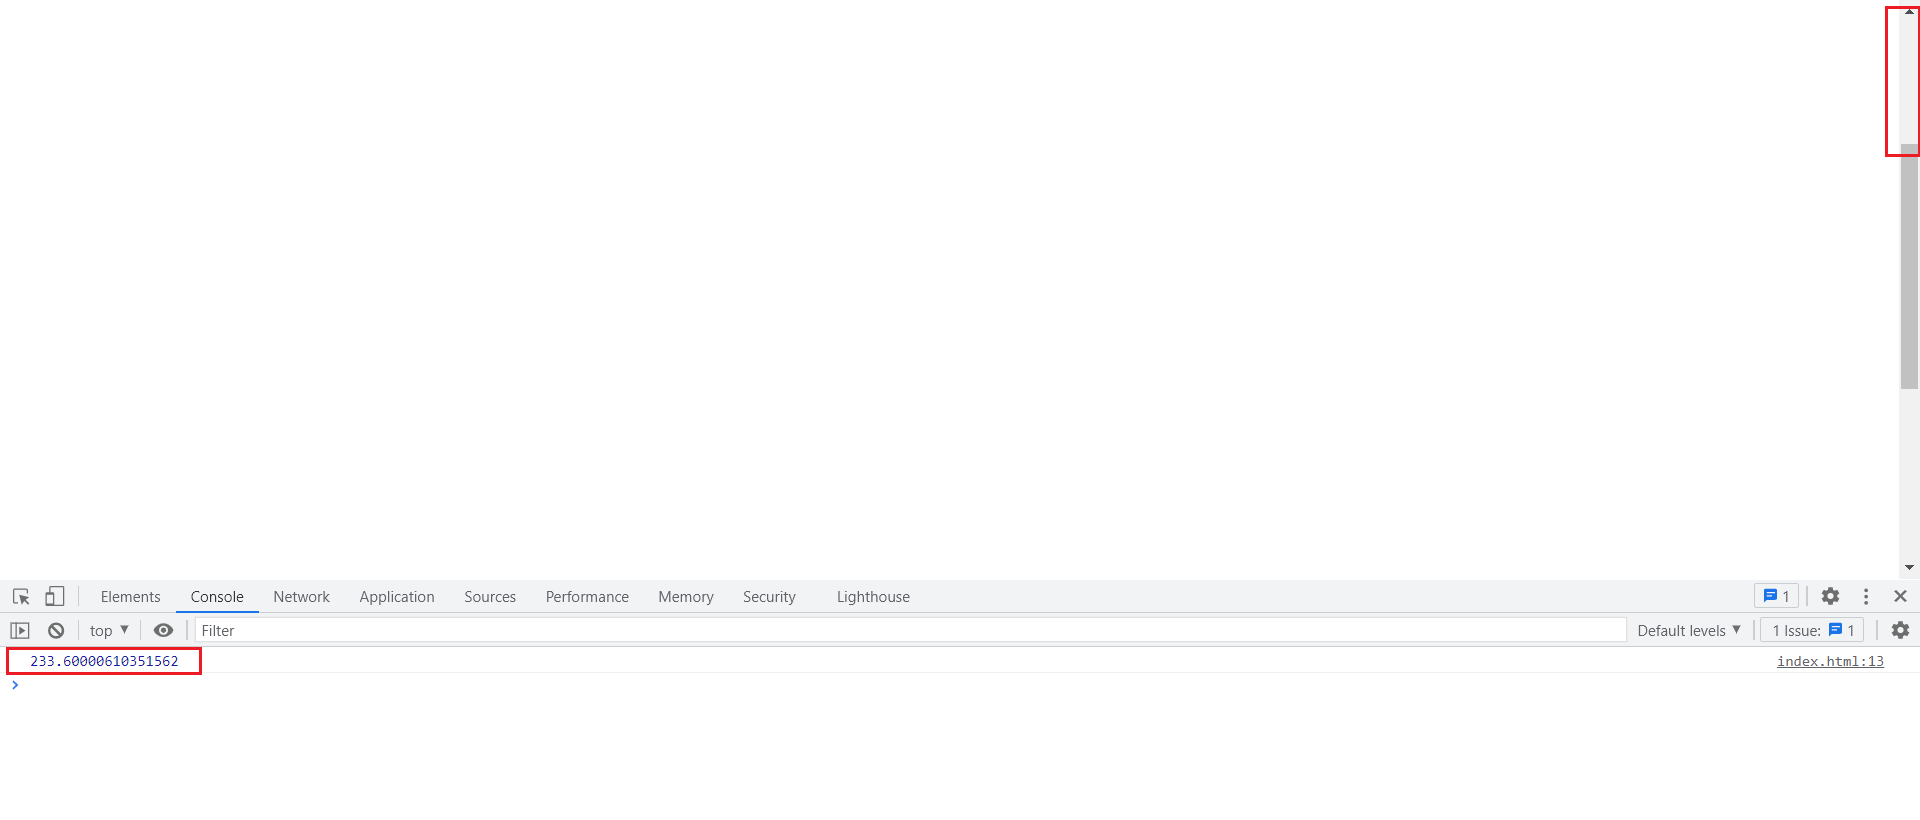 Elements Console Network Application Sources Performance Memory Security Lighthouse 1
top Filter Default levels 1 Issue: 1
233.60000610351562 index.html:13